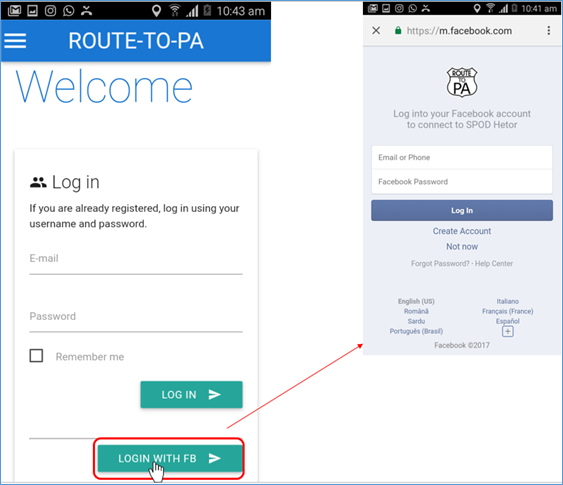 10:43 am
ROUTE-TO-PA
Welcome
Log in
If you are already registered, log in using your
username and password.
E-mail
Password
Remember me
LOG IN
LOGIN WITH FB
10:41 am
https://m.facebook.com
ROUTE
TO
PA
Log into your Facebook account
to connect to SPOD Hetor
Email or Phone
Facebook Password
Log In
Create Account
Not now
Forgot Password? · Help Center
English (US) Italiano
Română Français (France)
Sardu Español
Português (Brasil)
Facebook ©2017